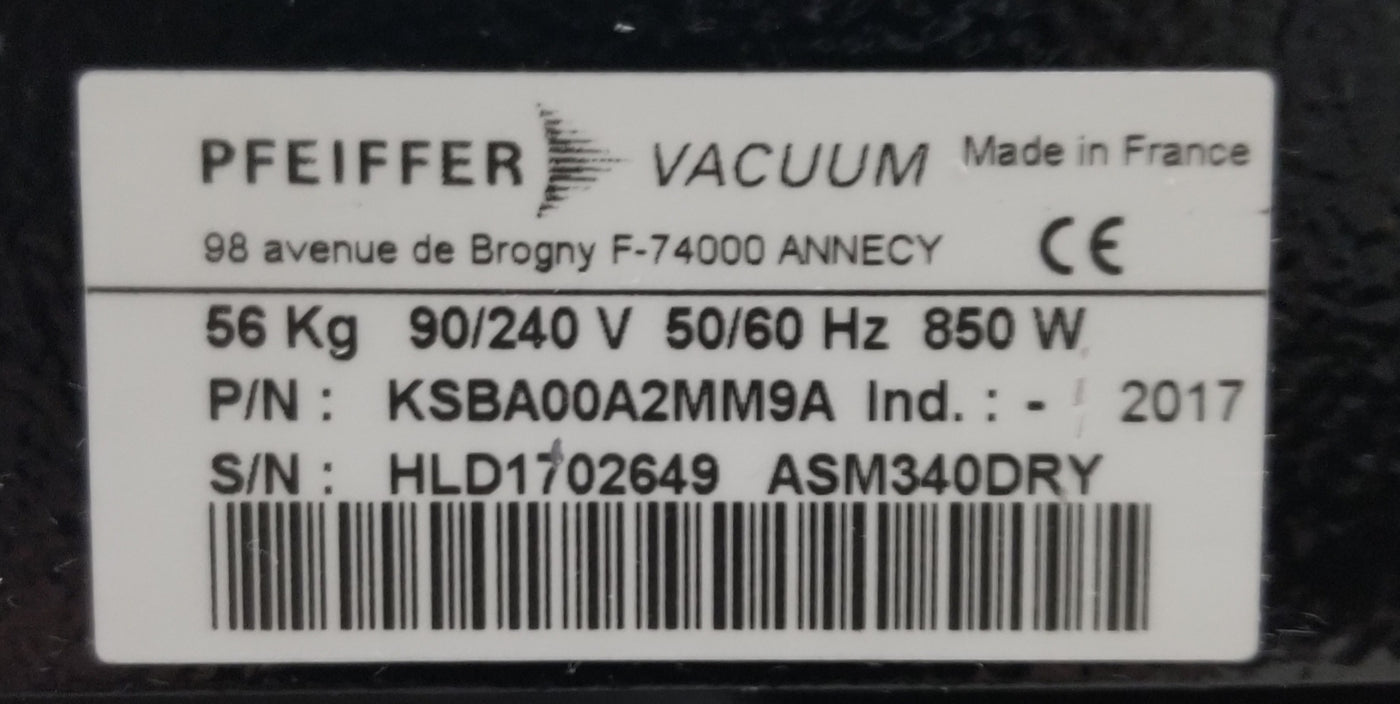 PFEIFFER VACUUM Made in France
98 avenue de Brogny F-74000 ANNECY CE
56 Kg 90/240 V 50/60 Hz 850 W
P/N : KSBA00A2MM9A Ind. : - 2017
S/N : HLD1702649 ASM340DRY